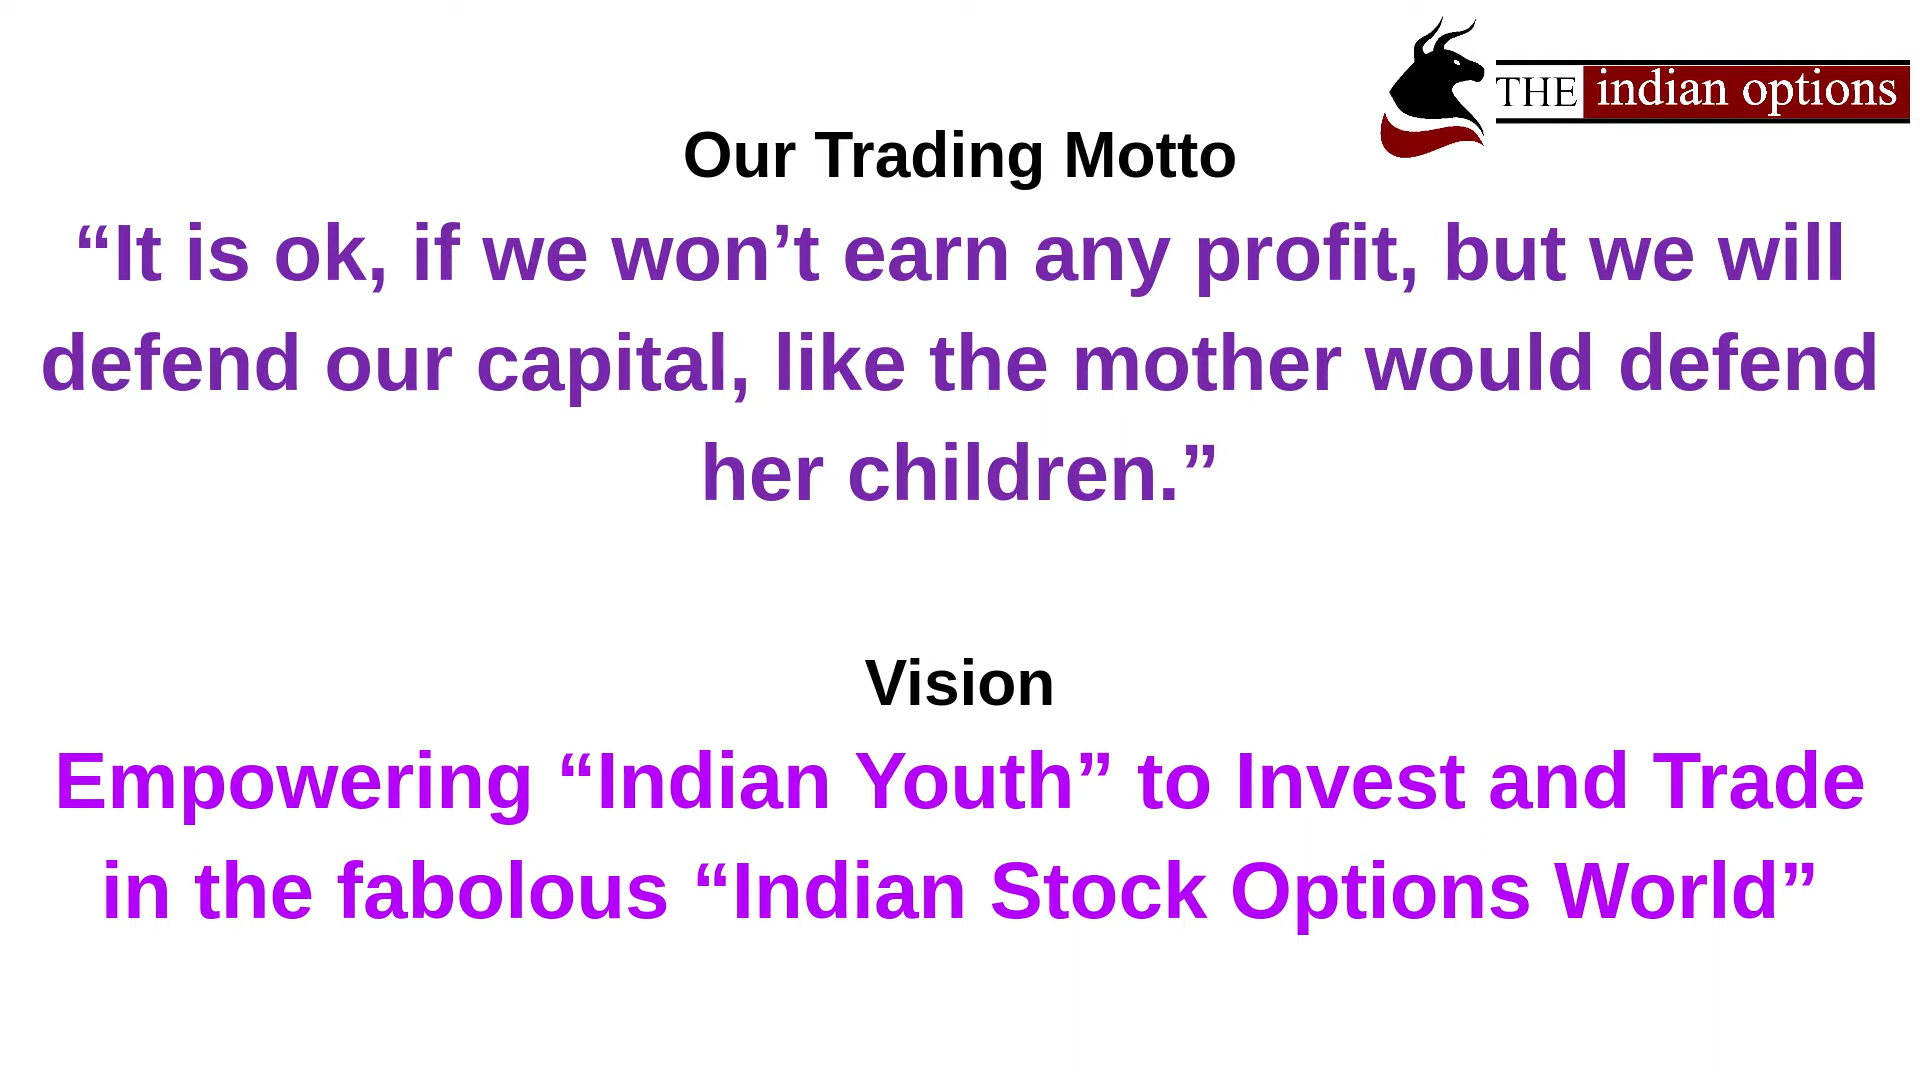 THE indian options
Our Trading Motto
“It is ok, if we won’t earn any profit, but we will
defend our capital, like the mother would defend
her children.”
Vision
Empowering “Indian Youth” to Invest and Trade
in the fabolous “Indian Stock Options World”